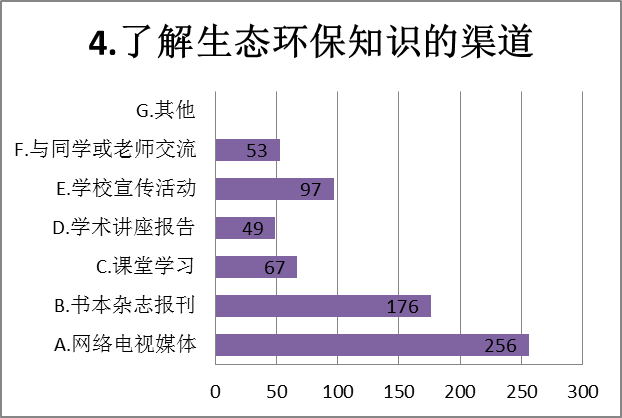 4.了解生态环保知识的渠道
G.其他
F.与同学或老师交流 53
E.学校宣传活动 97
D.学术讲座报告 49
C.课堂学习 67
B.书本杂志报刊 176
A.网络电视媒体 256
0 50 100 150 200 250 300